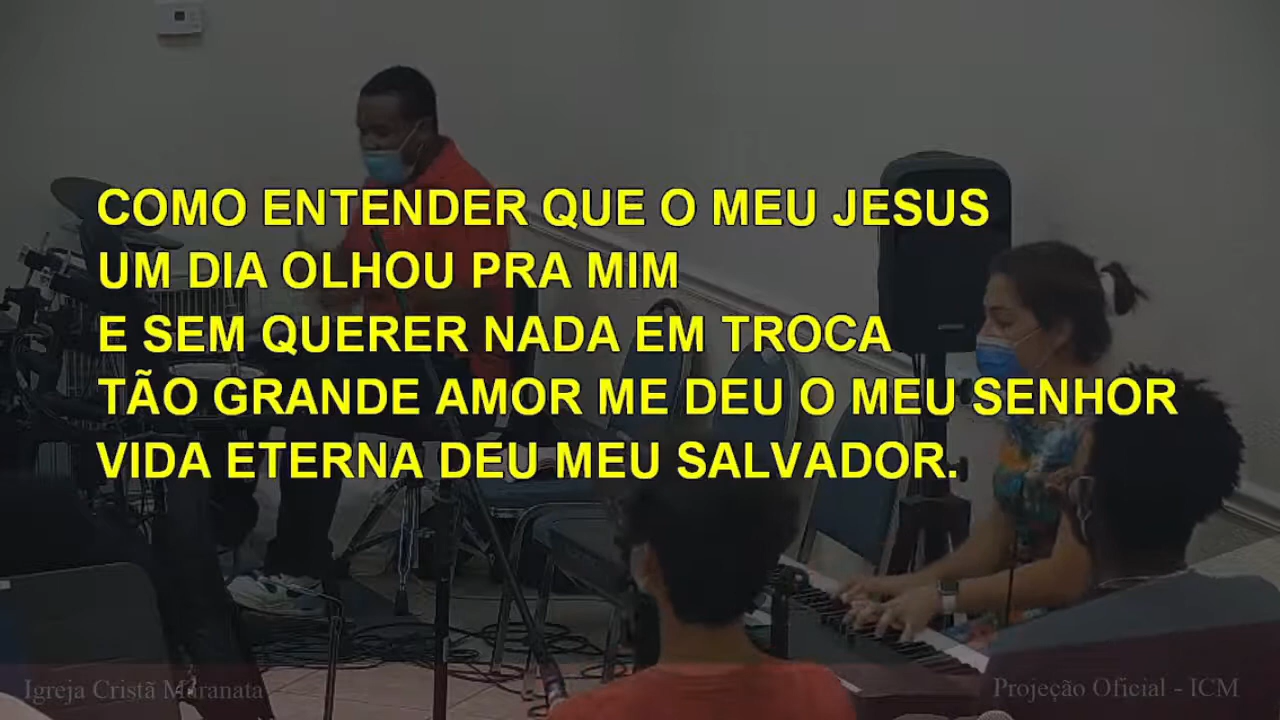 COMO ENTENDER QUE O MEU JESUS
UM DIA OLHOU PRA MIM
E SEM QUERER NADA EM TROCA
TÃO GRANDE AMOR ME DEU O MEU SENHOR
VIDA ETERNA DEU MEU SALVADOR.
Igreja Cristã Maranata
Projeção Oficial - ICM